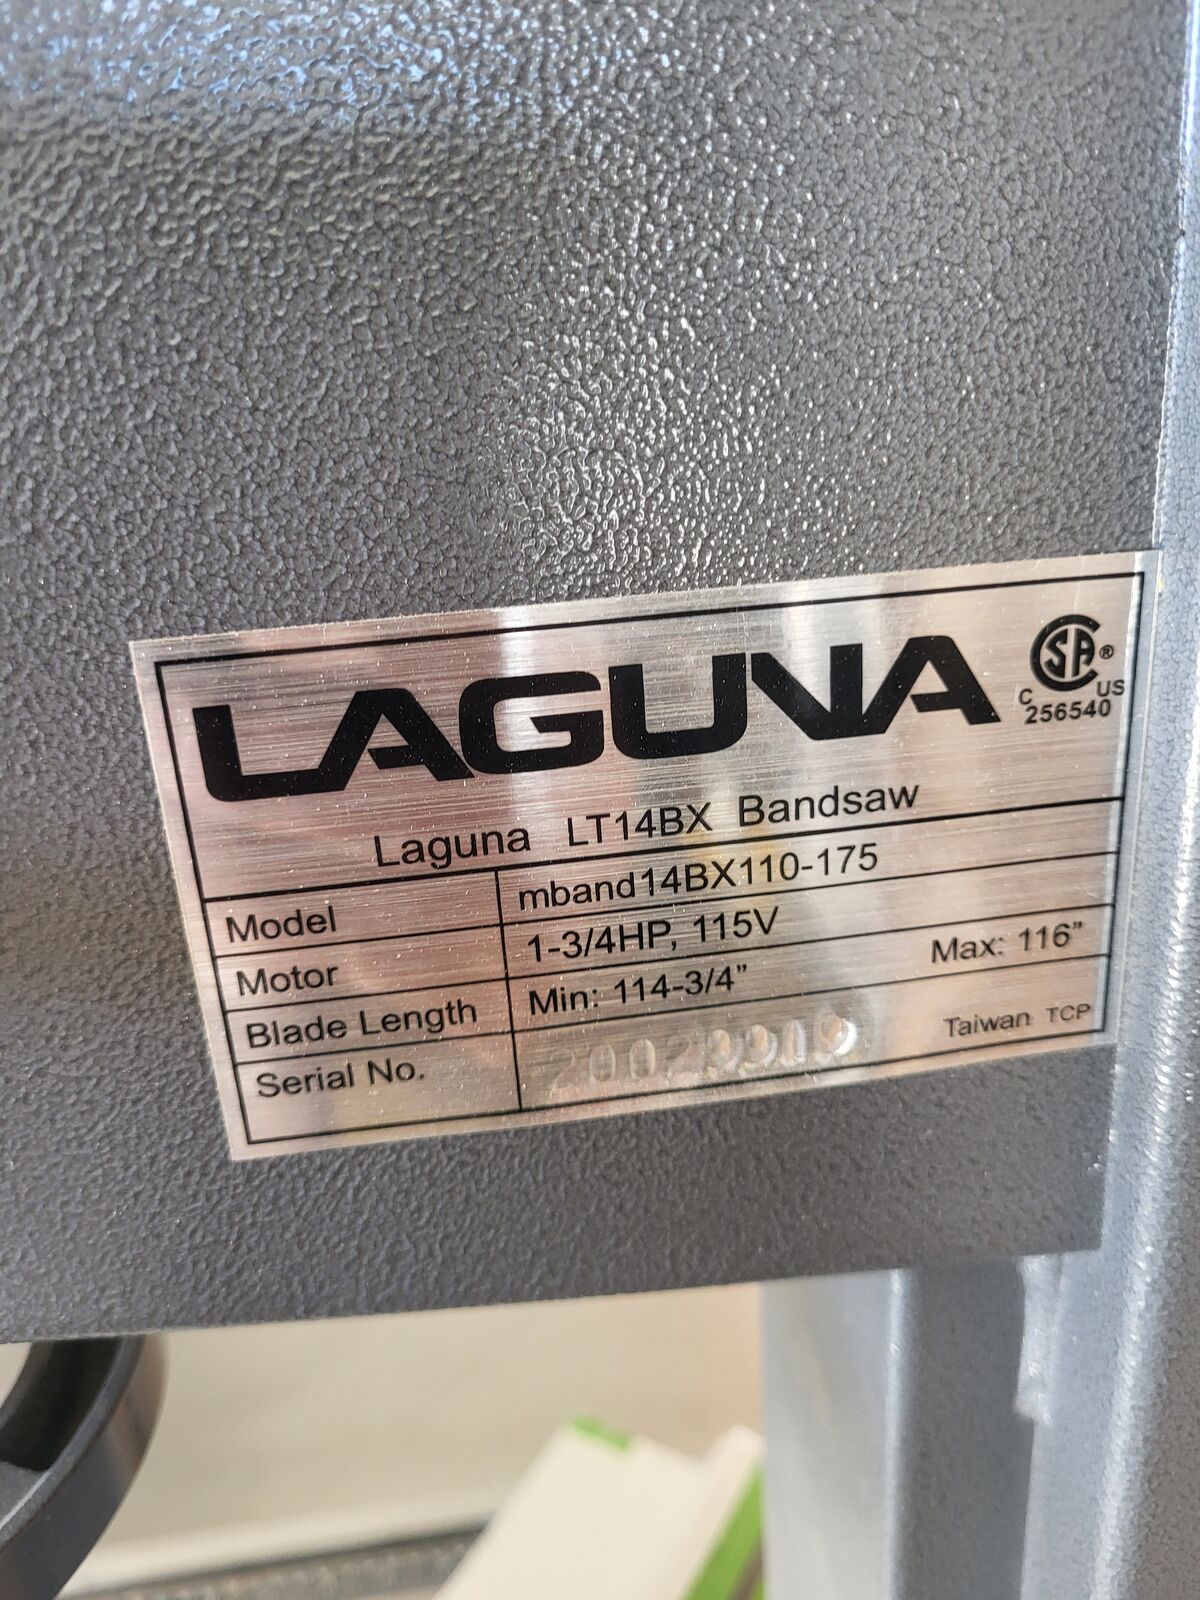 LAGUNA
CSA®
C US
256540
Laguna LT14BX Bandsaw
Model mband14BX110-175
Motor 1-3/4HP, 115V
Blade Length Min: 114-3/4” Max: 116”
Serial No. Taiwan TCP